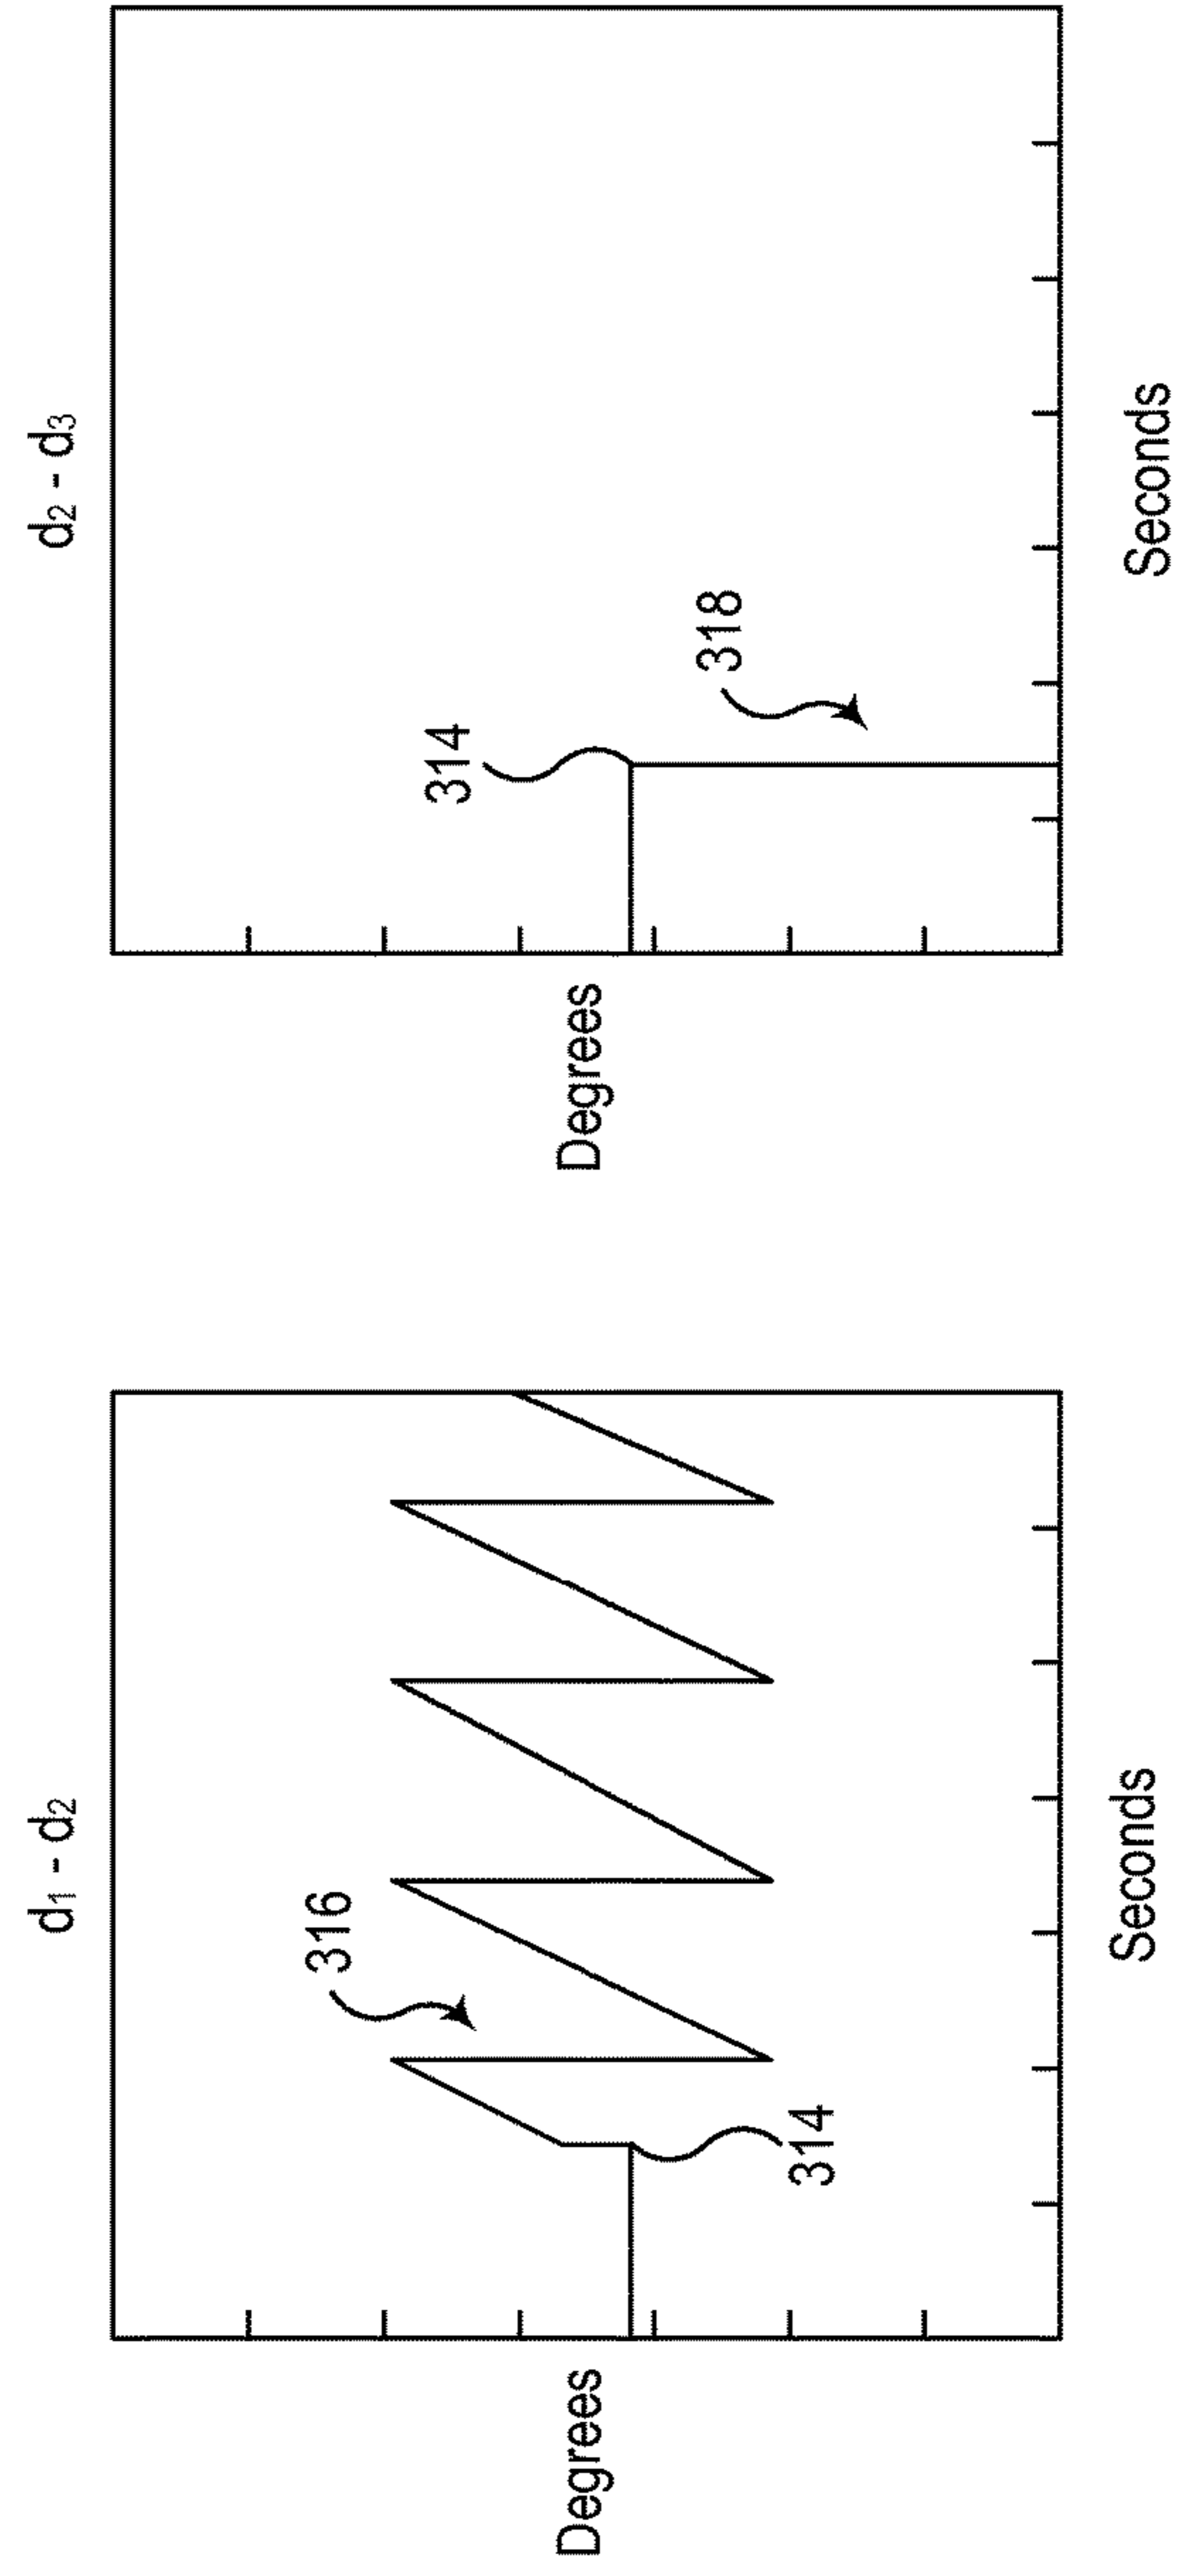 d₁ - d₂
316
314
Degrees
Seconds
d₂ - d₃
314
318
Degrees
Seconds